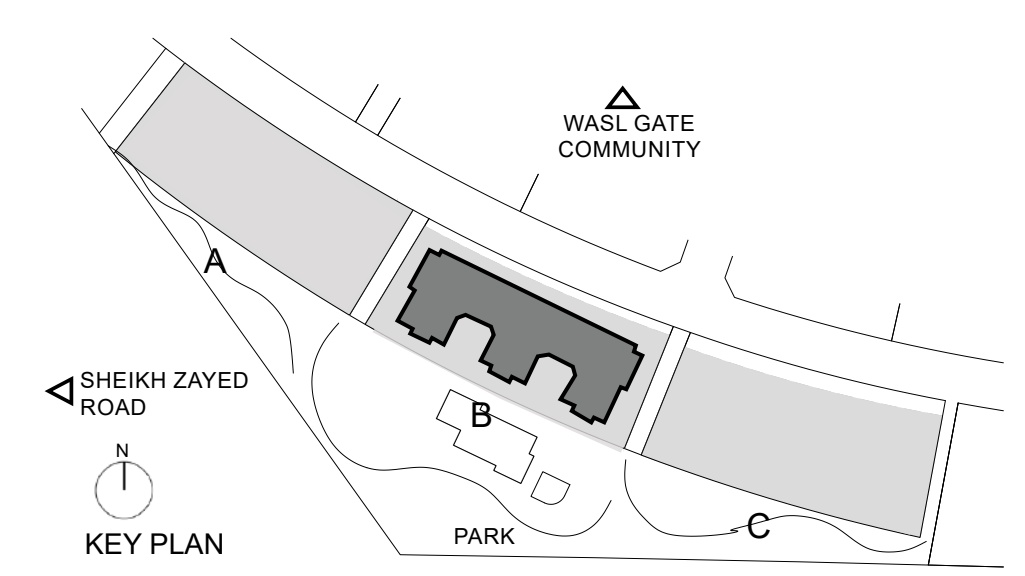 WASL GATE
COMMUNITY
A
SHEIKH ZAYED
ROAD
B
N
C
PARK
KEY PLAN